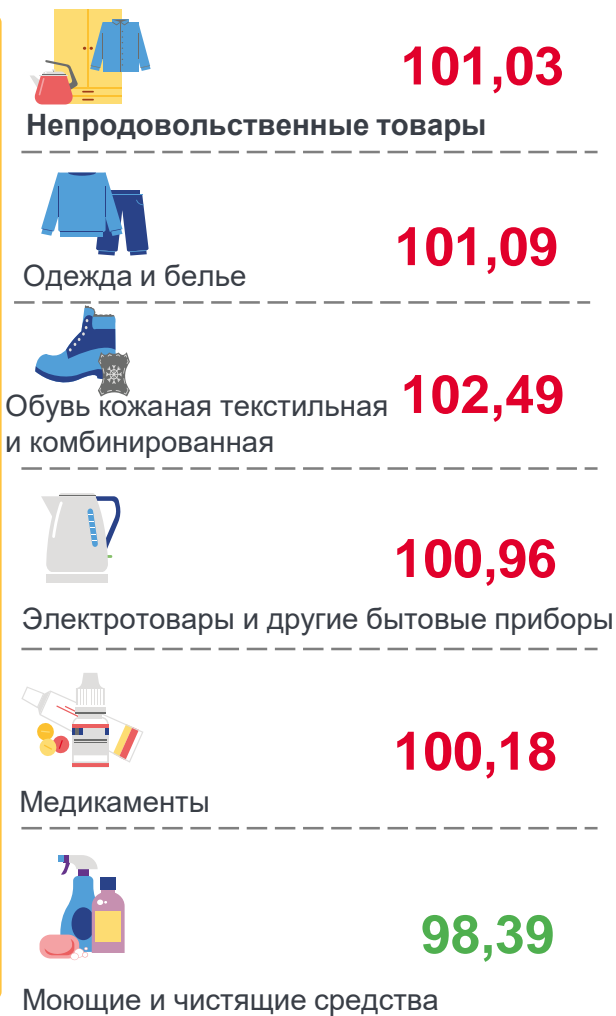 101,03
Непродовольственные товары
101,09
Одежда и белье
102,49
Обувь кожаная текстильная
и комбинированная
100,96
Электротовары и другие бытовые приборы
100,18
Медикаменты
98,39
Моющие и чистящие средства